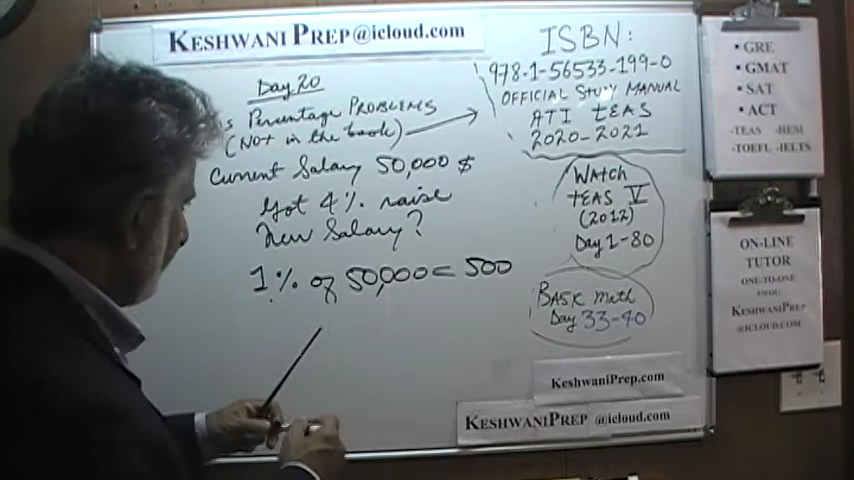 KESHWANI PREP@icloud.com
Day 20
Percentage PROBLEMS
(Not in the book)
Current Salary 50,000 $
Got 4% raise
New Salary?
1% of 50,000 = 500
ISBN:
978-1-56533-199-0
OFFICIAL STUDY MANUAL
ATI TEAS
2020-2021
WATCH
TEAS V
(2012)
Day 1-80
BASIC Math
Day 33-40
KESHWANIPREP.com
KESHWANIPREP @icloud.com
• GRE
• GMAT
• SAT
• ACT
-TEAS -HESI
-TOEFL -IELTS
ON-LINE
TUTOR
ONE-TO-ONE
EMAIL:
KESHWANIPREP
@ICLOUD.COM